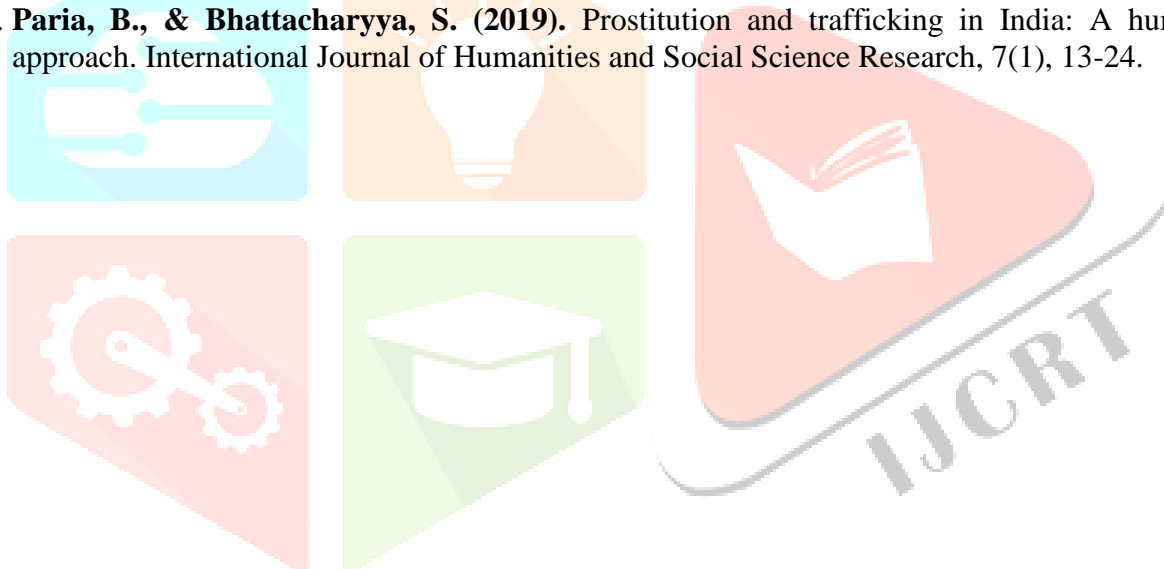 . Paria, B., & Bhattacharyya, S. (2019). Prostitution and trafficking in India: A
approach. International Journal of Humanities and Social Science Research, 7(1), 13-24.
IJCRT